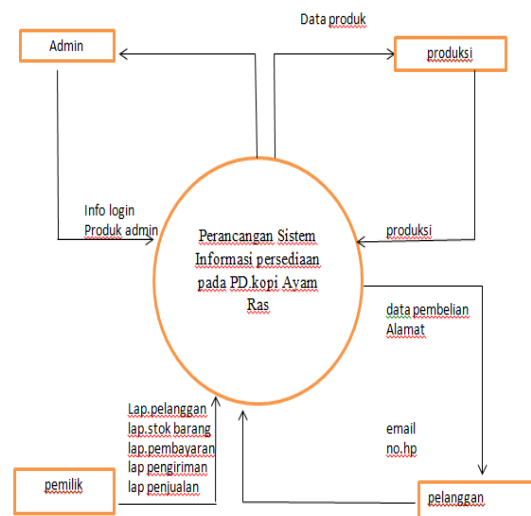 Data produk
Admin
produksi
Info login
Produk admin
produksi
Perancangan Sistem
Informasi persediaan
pada PD.kopi Ayam
Ras
data pembelian
Alamat
email
no.hp
Lap.pelanggan
lap.stok barang
lap.pembayaran
lap pengiriman
lap penjualan
pemilik
pelanggan